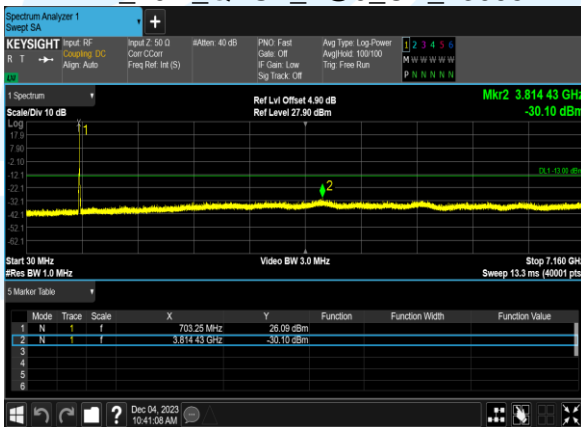 Spectrum Analyzer 1
Swept SA
+
KEYSIGHT Input: RF Input Z: 50 Ω #Atten: 40 dB PNO: Fast Avg Type: Log-Power 1 2 3 4 5 6
R T Coupling: DC Corr CCorr Gate: Off Avg|Hold: 100/100 M W W W W W
Align: Auto Freq Ref: Int (S) IF Gain: Low Trig: Free Run
Sig Track: Off P N N N N N
1 Spectrum Ref Lvl Offset 4.90 dB Mkr2 3.814 43 GHz
Scale/Div 10 dB Ref Level 27.90 dBm -30.10 dBm
Log
17.9 1
7.90
-2.10
-12.1 DL1 -13.00 dBm
-22.1 2
-32.1
-42.1
-52.1
-62.1
Start 30 MHz Video BW 3.0 MHz Stop 7.160 GHz
#Res BW 1.0 MHz Sweep 13.3 ms (40001 pts)
5 Marker Table
Mode Trace Scale X Y Function Function Width Function Value
1 N 1 f 703.25 MHz 26.09 dBm
2 N 1 f 3.814 43 GHz -30.10 dBm
3
4
5
6
? Dec 04, 2023
10:41:08 AM